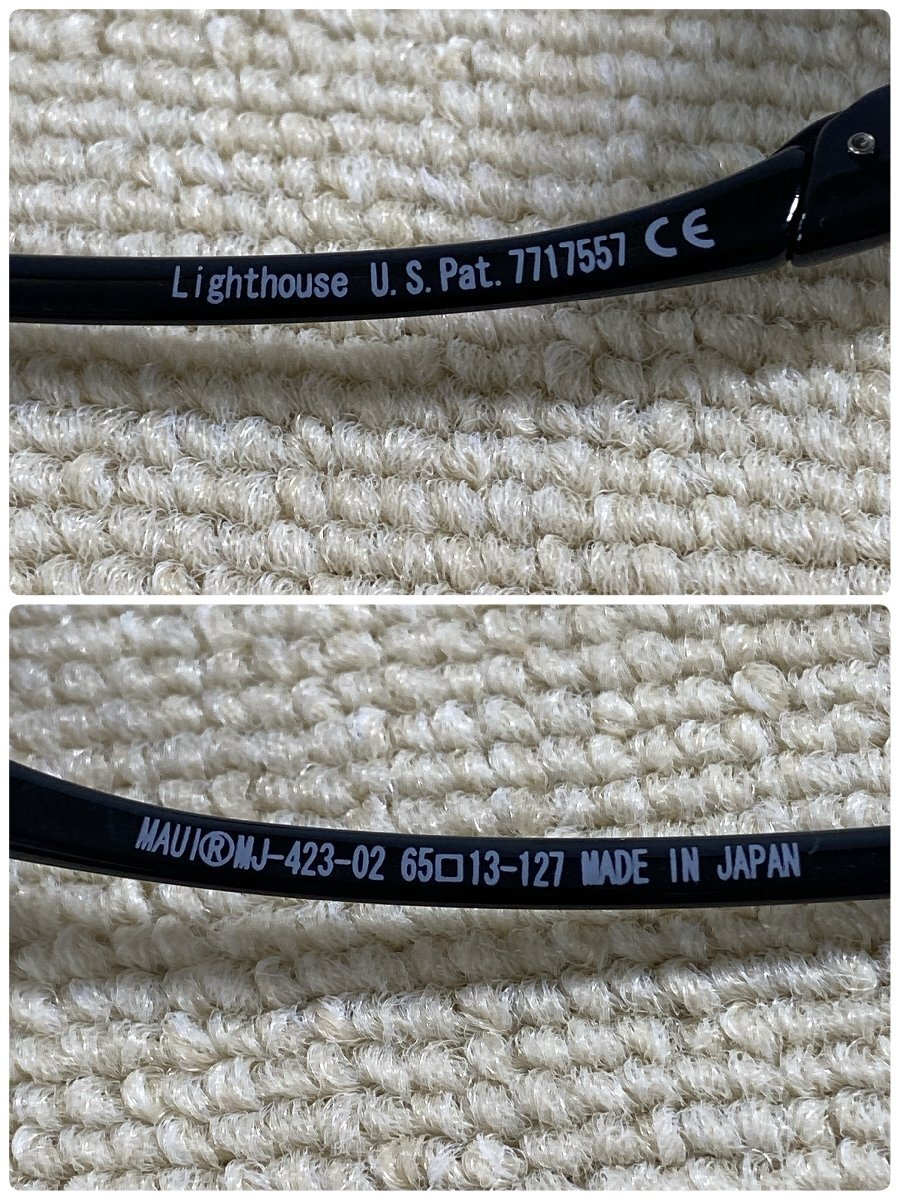 Lighthouse U.S.Pat. 7717557 CE
MAUI®MJ-423-02 65□13-127 MADE IN JAPAN